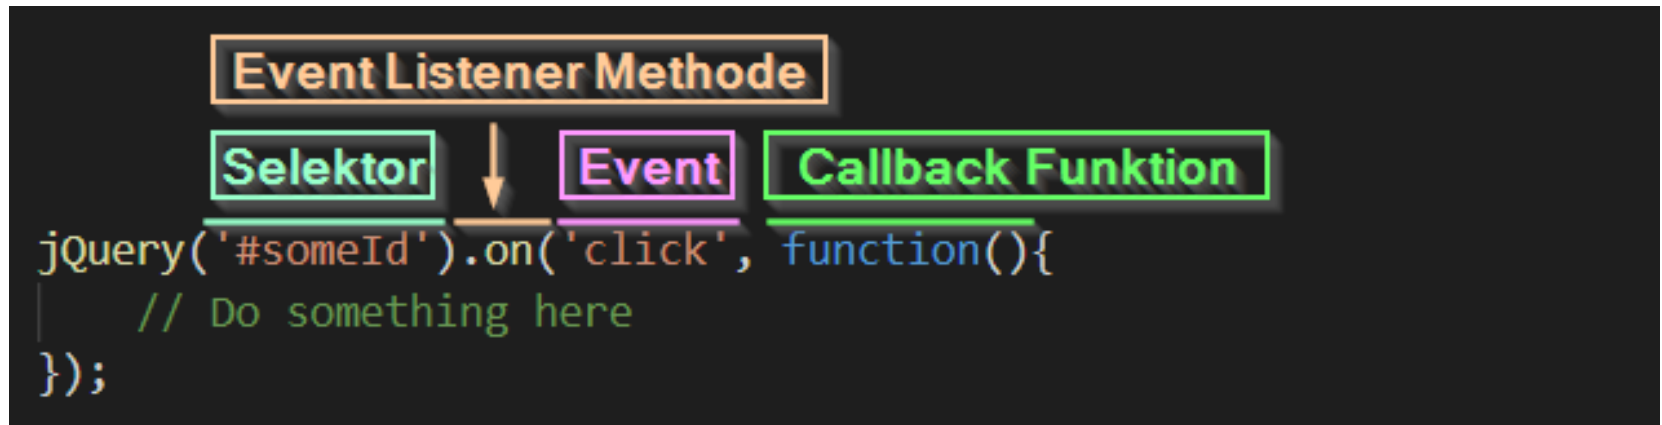 Event Listener Methode
Selektor Event Callback Funktion
jQuery('#someId').on('click', function(){
// Do something here
});